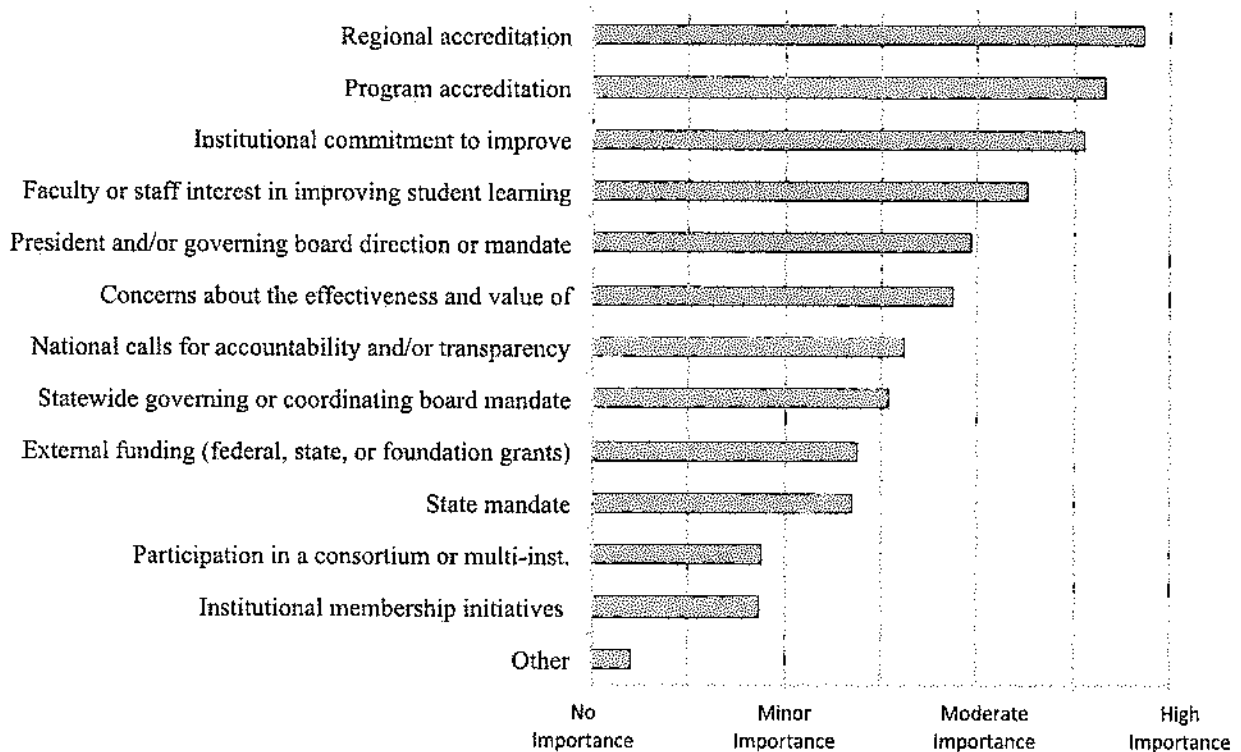 Regional accreditation
Program accreditation
Institutional commitment to improve
Faculty or staff interest in improving student learning
President and/or governing board direction or mandate
Concerns about the effectiveness and value of
National calls for accountability and/or transparency
Statewide governing or coordinating board mandate
External funding (federal, state, or foundation grants)
State mandate
Participation in a consortium or multi-inst.
Institutional membership initiatives
Other
No Minor Moderate High
Importance Importance Importance Importance